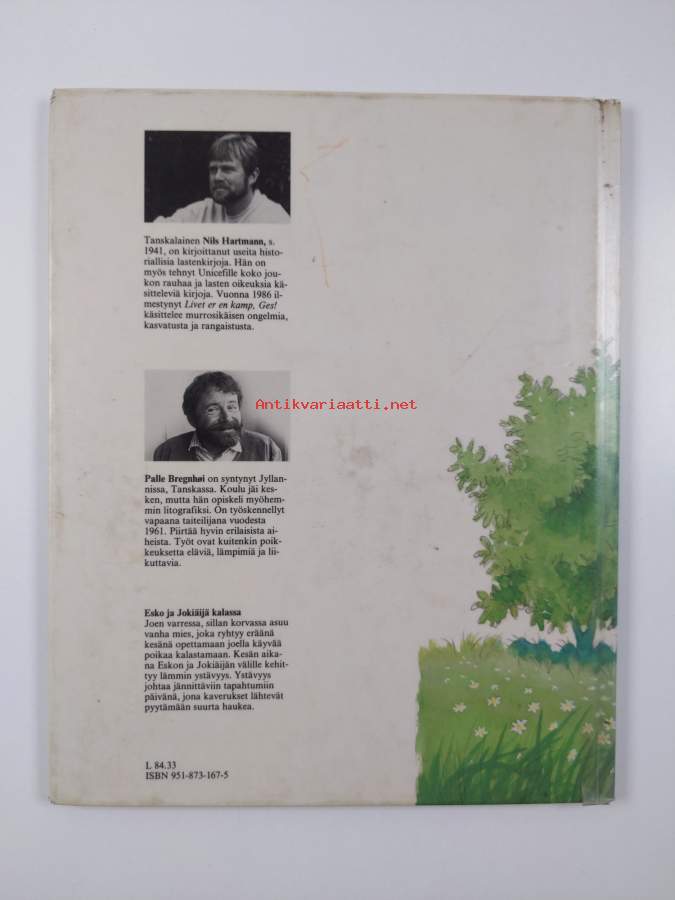 Tanskalainen Nils Hartmann, s.
1941, on kirjoittanut useita histo-
riallisia lastenkirjoja. Hän on
myös tehnyt Unicefille koko jou-
kon rauhaa ja lasten oikeuksia kä-
sitteleviä kirjoja. Vuonna 1986 il-
mestynyt Livet er en kamp, Ges!
käsittelee murrosikäisen ongelmia,
kasvatusta ja rangaistusta.
Antikvariaatti.net
Palle Bregnhøi on syntynyt Jyllan-
nissa, Tanskassa. Koulu jäi kes-
ken, mutta hän opiskeli myöhem-
min litografiksi. On työskennellyt
vapaana taiteilijana vuodesta
1961. Piirtää hyvin erilaisista ai-
heista. Työt ovat kuitenkin poik-
keuksetta eläviä, lämpimiä ja lii-
kuttavia.
Esko ja Jokiäijä kalassa
Joen varressa, sillan korvassa asuu
vanha mies, joka ryhtyy eräänä
kesänä opettamaan joella käyvää
poikaa kalastamaan. Kesän aika-
na Eskon ja Jokiäijän välille kehit-
tyy lämmin ystävyys. Ystävyys
johtaa jännittäviin tapahtumiin
päivänä, jona kaverukset lähtevät
pyytämään suurta haukea.
L 84.33
ISBN 951-873-167-5